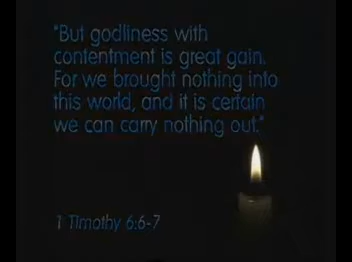 "But godliness with
contentment is great gain.
For we brought nothing into
this world, and it is certain
we can carry nothing out."
1 Timothy 6:6-7